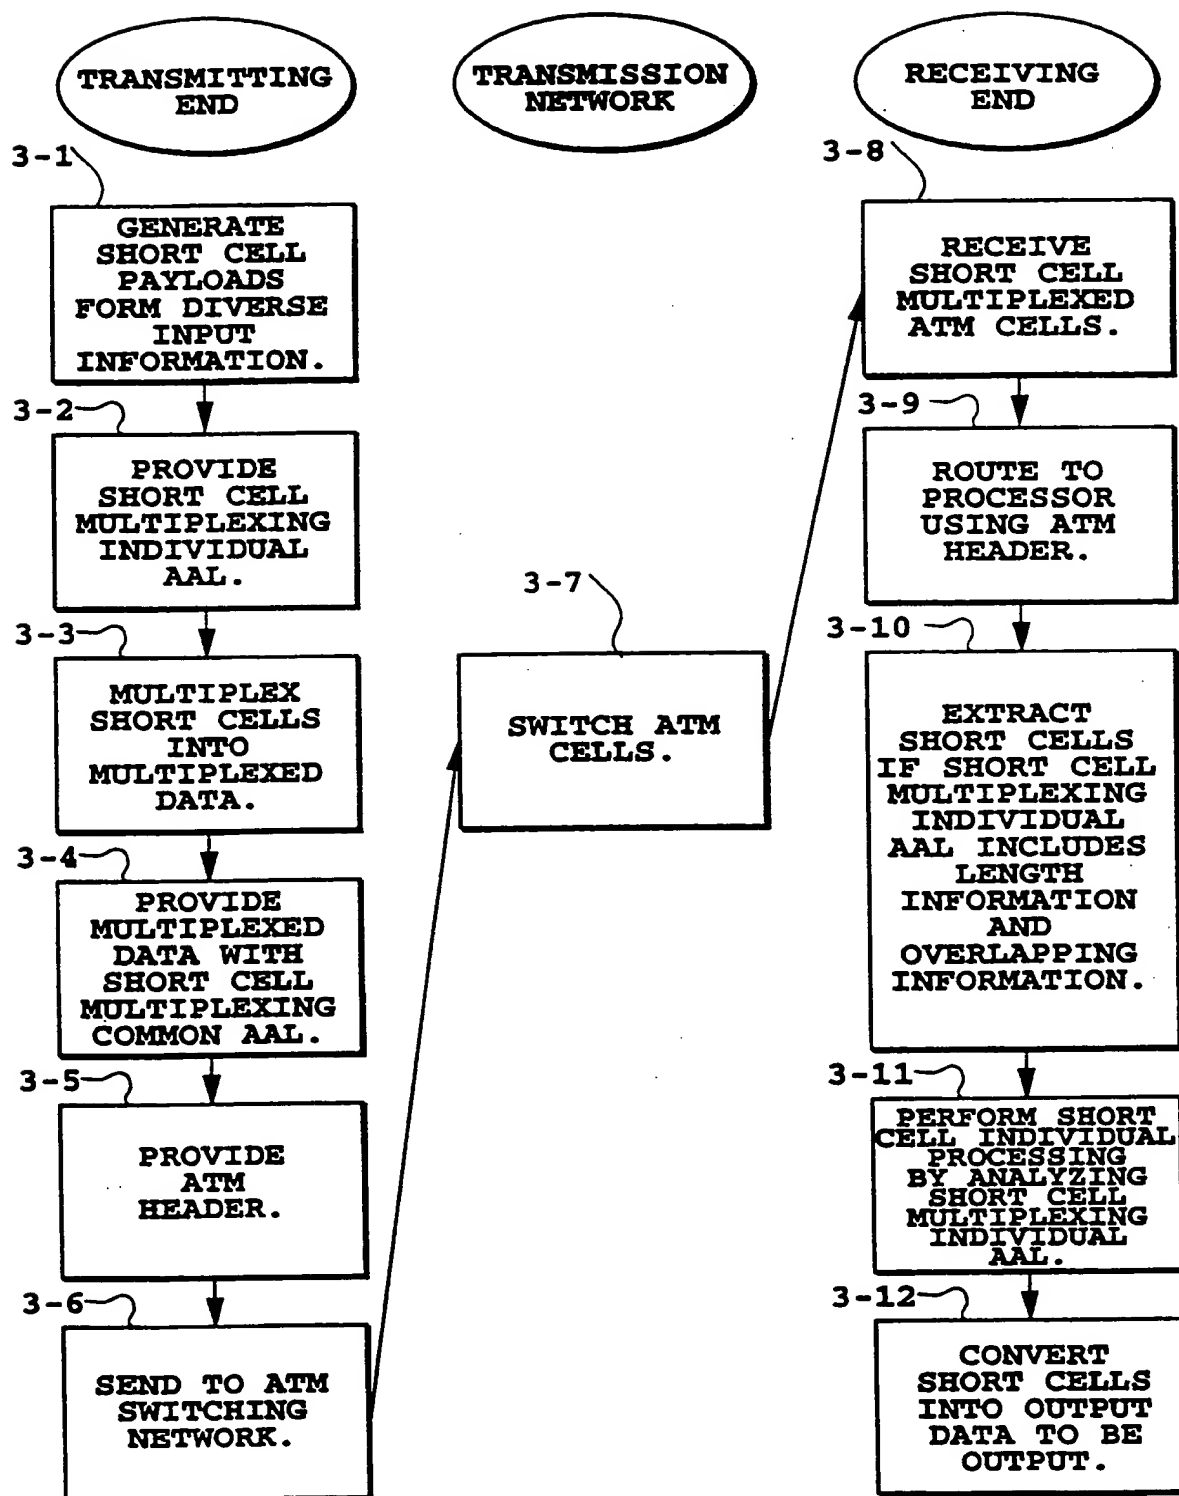 TRANSMITTING
END
3-1
GENERATE
SHORT CELL
PAYLOADS
FORM DIVERSE
INPUT
INFORMATION.
3-2
PROVIDE
SHORT CELL
MULTIPLEXING
INDIVIDUAL
AAL.
3-3
MULTIPLEX
SHORT CELLS
INTO
MULTIPLEXED
DATA.
3-4
PROVIDE
MULTIPLEXED
DATA WITH
SHORT CELL
MULTIPLEXING
COMMON AAL.
3-5
PROVIDE
ATM
HEADER.
3-6
SEND TO ATM
SWITCHING
NETWORK.
TRANSMISSION
NETWORK
3-7
SWITCH ATM
CELLS.
RECEIVING
END
3-8
RECEIVE
SHORT CELL
MULTIPLEXED
ATM CELLS.
3-9
ROUTE TO
PROCESSOR
USING ATM
HEADER.
3-10
EXTRACT
SHORT CELLS
IF SHORT CELL
MULTIPLEXING
INDIVIDUAL
AAL INCLUDES
LENGTH
INFORMATION
AND
OVERLAPPING
INFORMATION.
3-11
PERFORM SHORT
CELL INDIVIDUAL
PROCESSING
BY ANALYZING
SHORT CELL
MULTIPLEXING
INDIVIDUAL
AAL.
3-12
CONVERT
SHORT CELLS
INTO OUTPUT
DATA TO BE
OUTPUT.